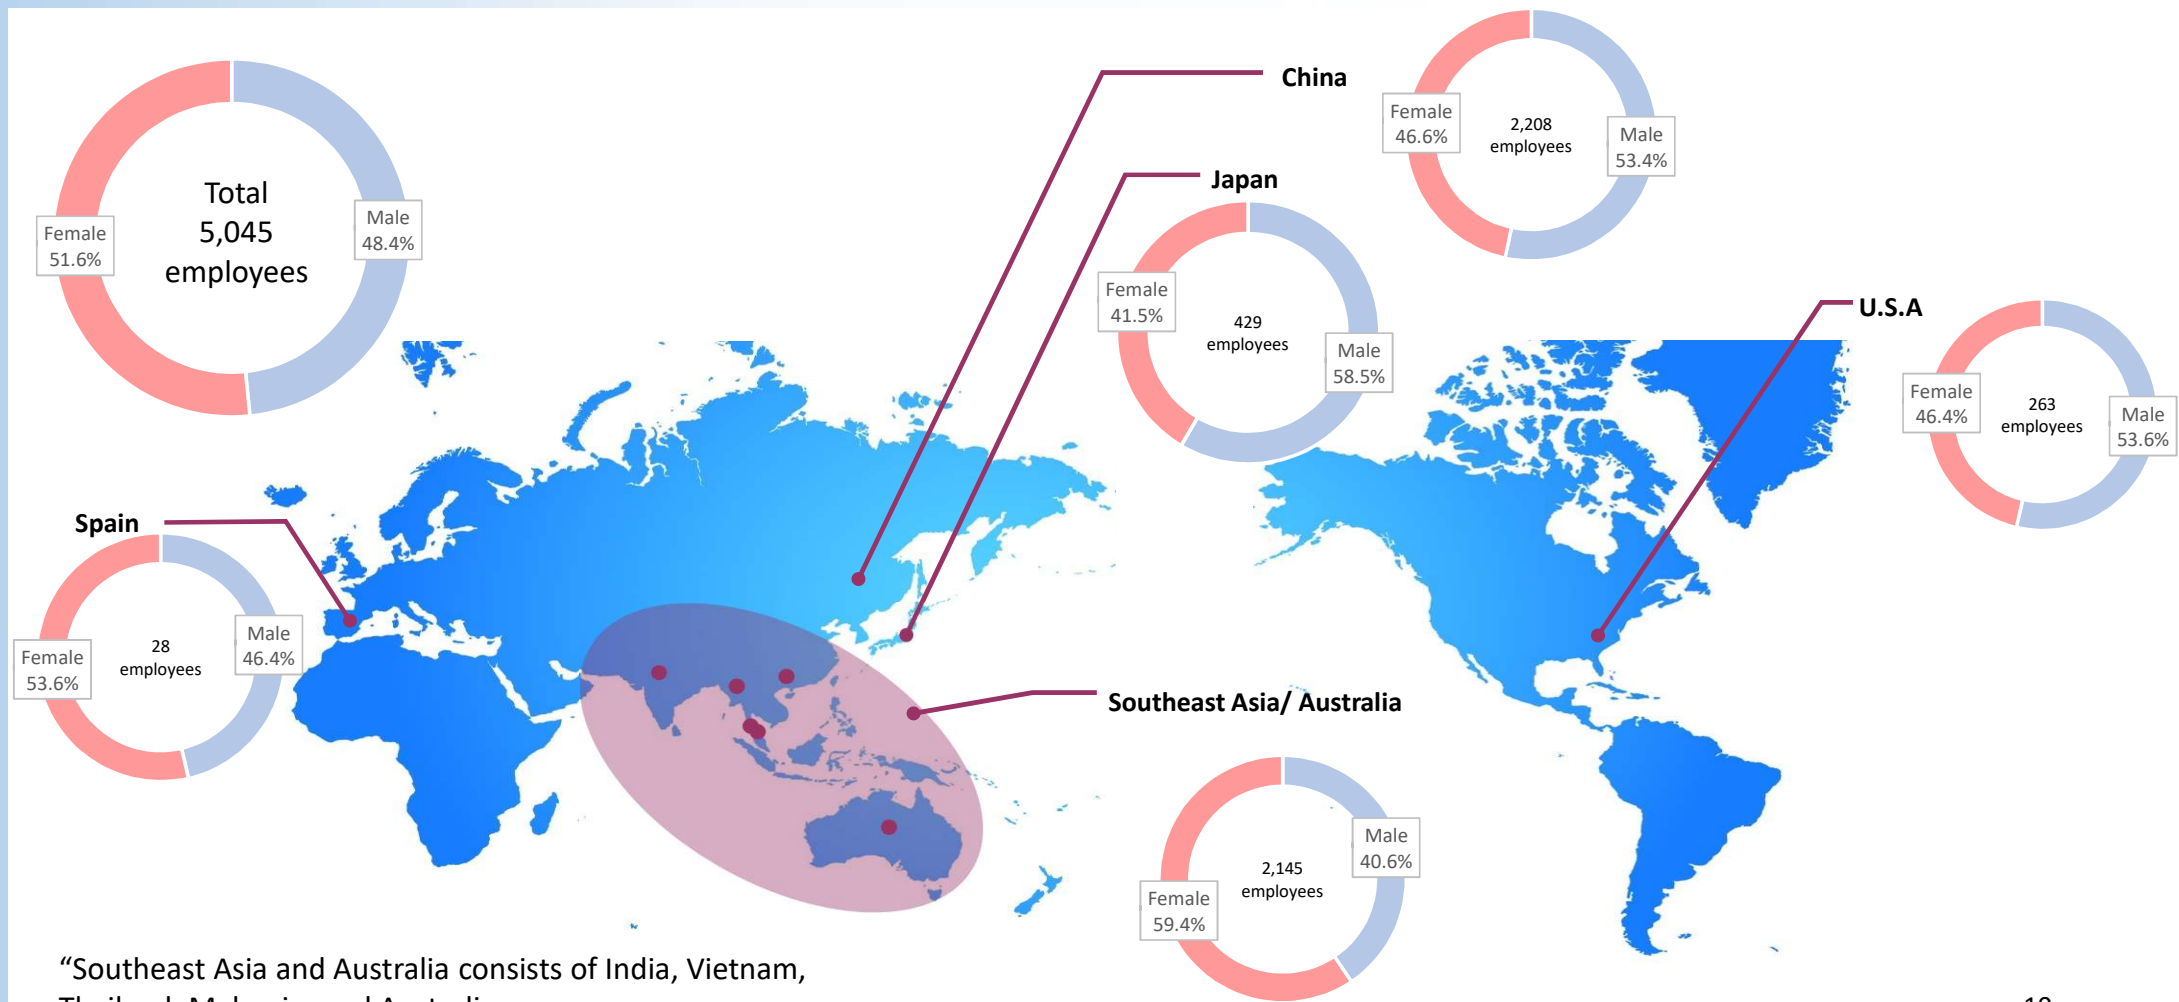 Total
5,045
employees
Female
51.6%
Male
48.4%
China
Female
46.6%
2,208
employees
Male
53.4%
Japan
Female
41.5%
429
employees
Male
58.5%
U.S.A
Female
46.4%
263
employees
Male
53.6%
Spain
Female
53.6%
28
employees
Male
46.4%
Southeast Asia/ Australia
Female
59.4%
2,145
employees
Male
40.6%
“Southeast Asia and Australia consists of India, Vietnam,